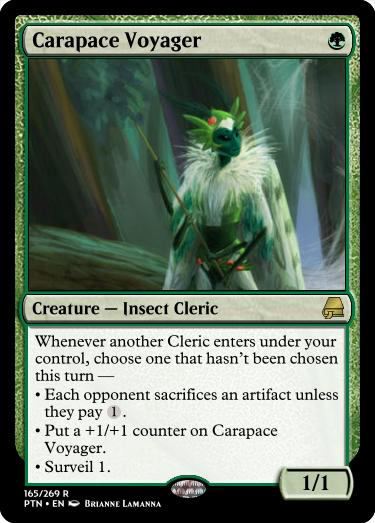 Carapace Voyager
Creature — Insect Cleric
Whenever another Cleric enters under your
control, choose one that hasn't been chosen
this turn —
• Each opponent sacrifices an artifact unless
they pay 1.
• Put a +1/+1 counter on Carapace
Voyager.
• Surveil 1.
1/1
165/269 R
PTN • EN Brianne Lamanna